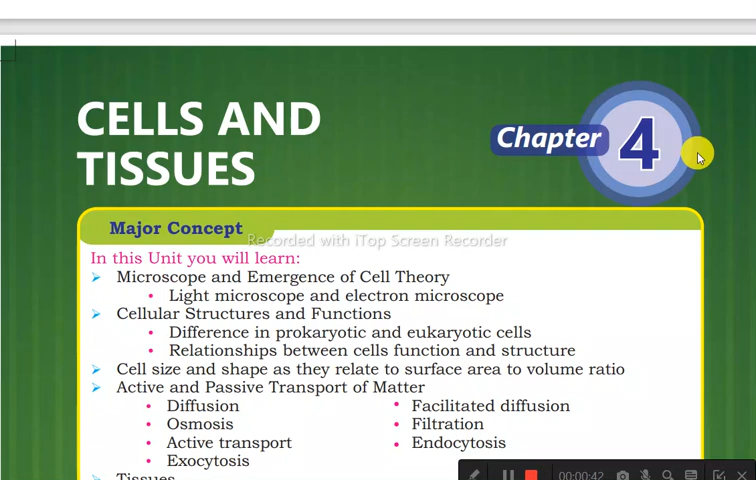 CELLS AND
TISSUES
Chapter 4
Major Concept
Recorded with iTop Screen Recorder
In this Unit you will learn:
➢ Microscope and Emergence of Cell Theory
• Light microscope and electron microscope
➢ Cellular Structures and Functions
• Difference in prokaryotic and eukaryotic cells
• Relationships between cells function and structure
➢ Cell size and shape as they relate to surface area to volume ratio
➢ Active and Passive Transport of Matter
• Diffusion • Facilitated diffusion
• Osmosis • Filtration
• Active transport • Endocytosis
• Exocytosis
➢ Tissues
00:00:42